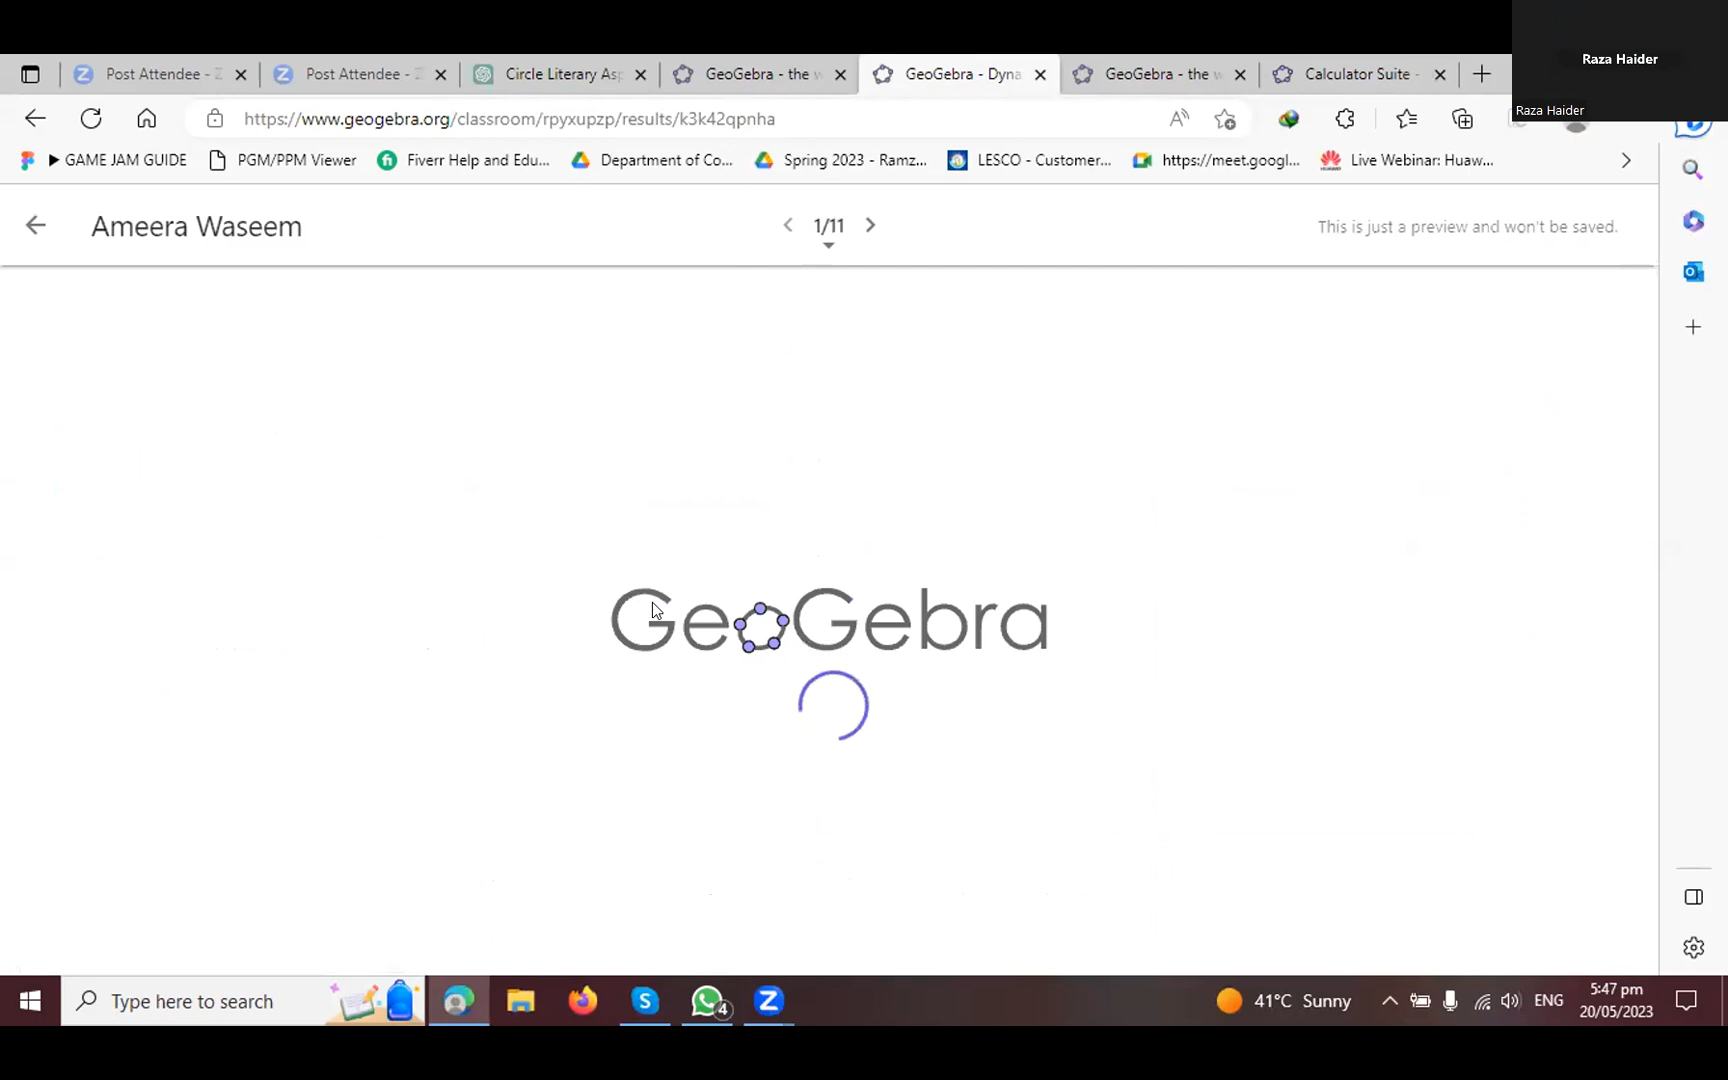 Raza Haider
Raza Haider
Post Attendee - Z
Post Attendee - Z
Circle Literary Asp
GeoGebra - the w
GeoGebra - Dyna
GeoGebra - the w
Calculator Suite -
https://www.geogebra.org/classroom/rpyxupzp/results/k3k42qpnha
GAME JAM GUIDE
PGM/PPM Viewer
Fiverr Help and Edu...
Department of Co...
Spring 2023 - Ramz...
LESCO - Customer...
https://meet.googl...
Live Webinar: Huaw...
Ameera Waseem
1/11
This is just a preview and won't be saved.
GeoGebra
Type here to search
4
41°C Sunny
ENG
5:47 pm
20/05/2023